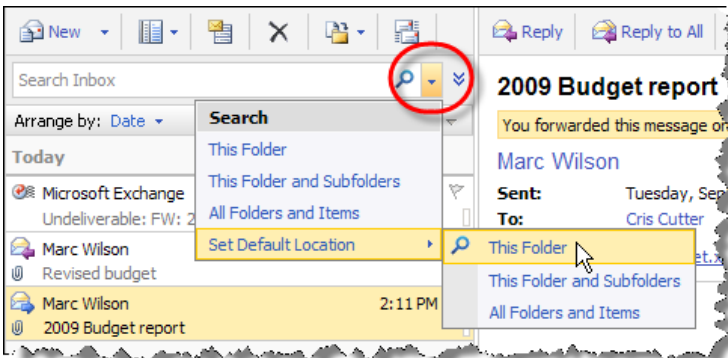 New
Reply
Reply to All
Search Inbox
2009 Budget report
Arrange by: Date
Search
You forwarded this message
This Folder
Today
Marc Wilson
This Folder and Subfolders
Microsoft Exchange
Sent:
Tuesday,
Undeliverable: FW:
All Folders and Items
To:
Cris Cutter
Marc Wilson
Set Default Location
This Folder
Revised budget
This Folder and Subfolders
Marc Wilson
2:11 PM
All Folders and Items
2009 Budget report